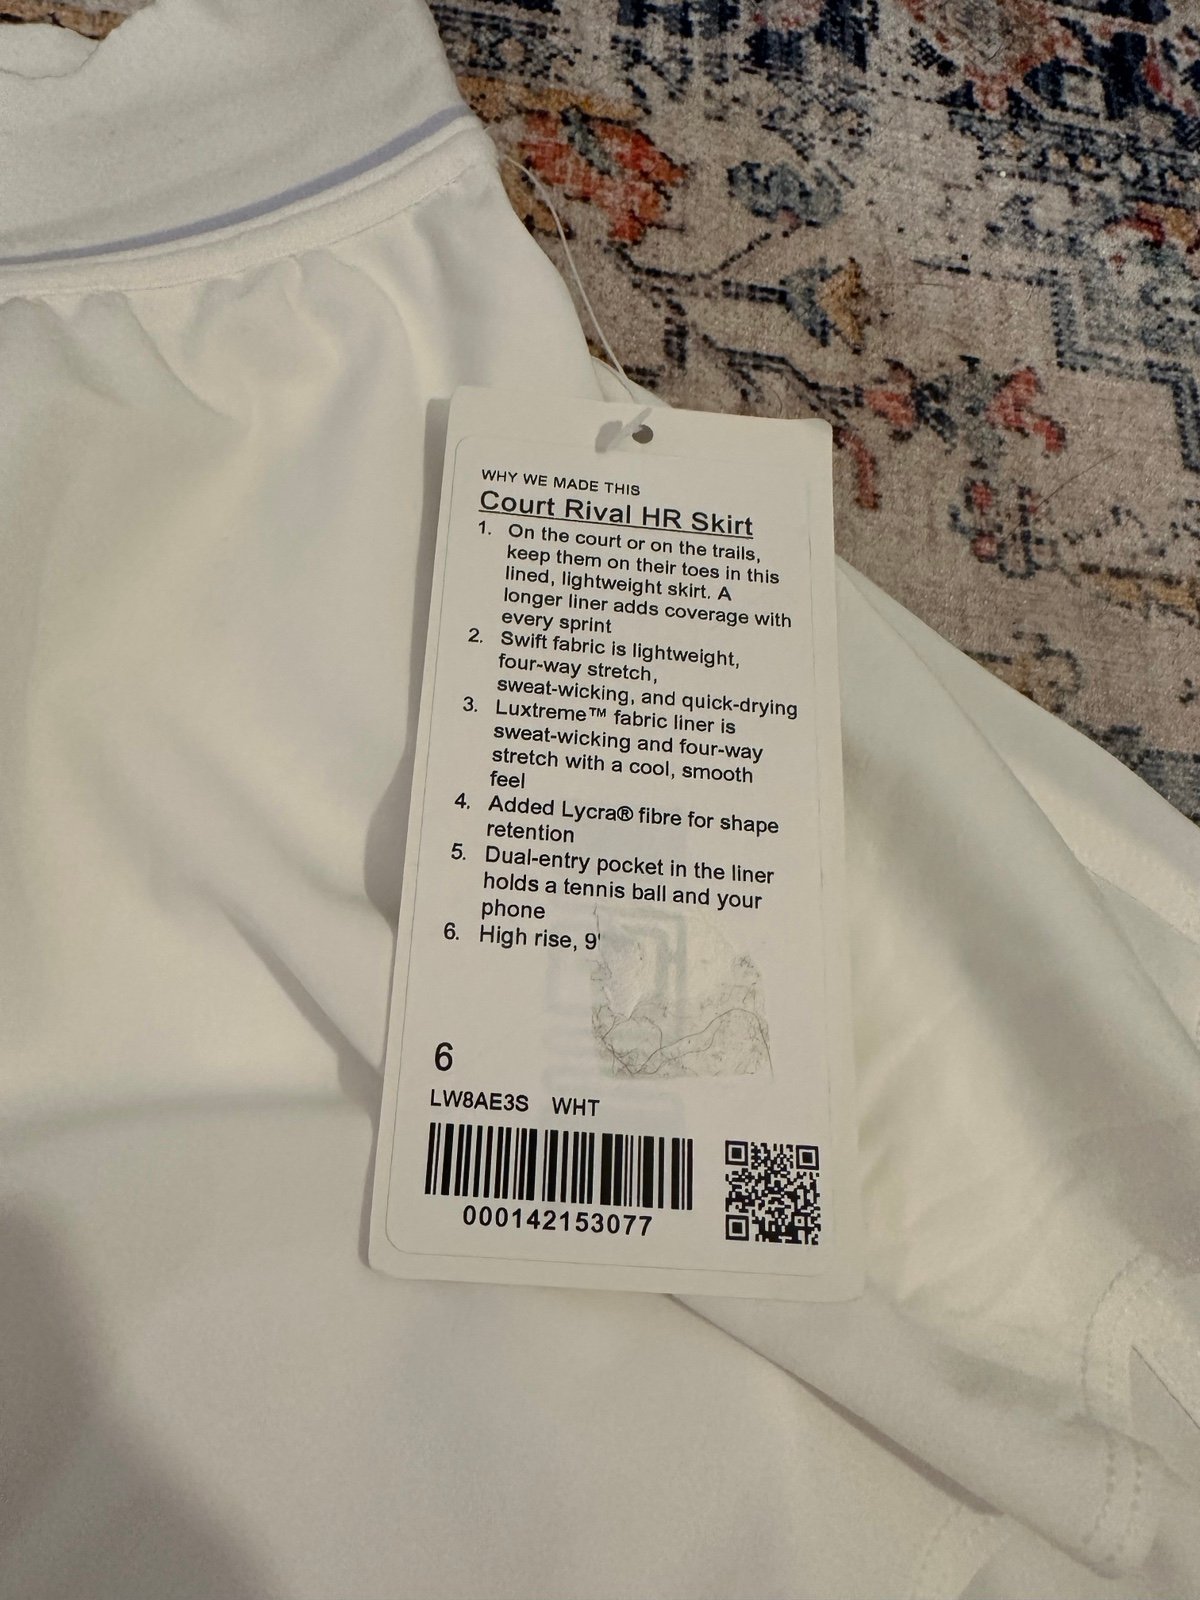 WHY WE MADE THIS
Court Rival HR Skirt
1. On the court or on the trails,
keep them on their toes in this
lined, lightweight skirt. A
longer liner adds coverage with
every sprint
2. Swift fabric is lightweight,
four-way stretch,
sweat-wicking, and quick-drying
3. Luxtreme™ fabric liner is
sweat-wicking and four-way
stretch with a cool, smooth
feel
4. Added Lycra® fibre for shape
retention
5. Dual-entry pocket in the liner
holds a tennis ball and your
phone
6. High rise, 9"
6
LW8AE3S WHT
000142153077